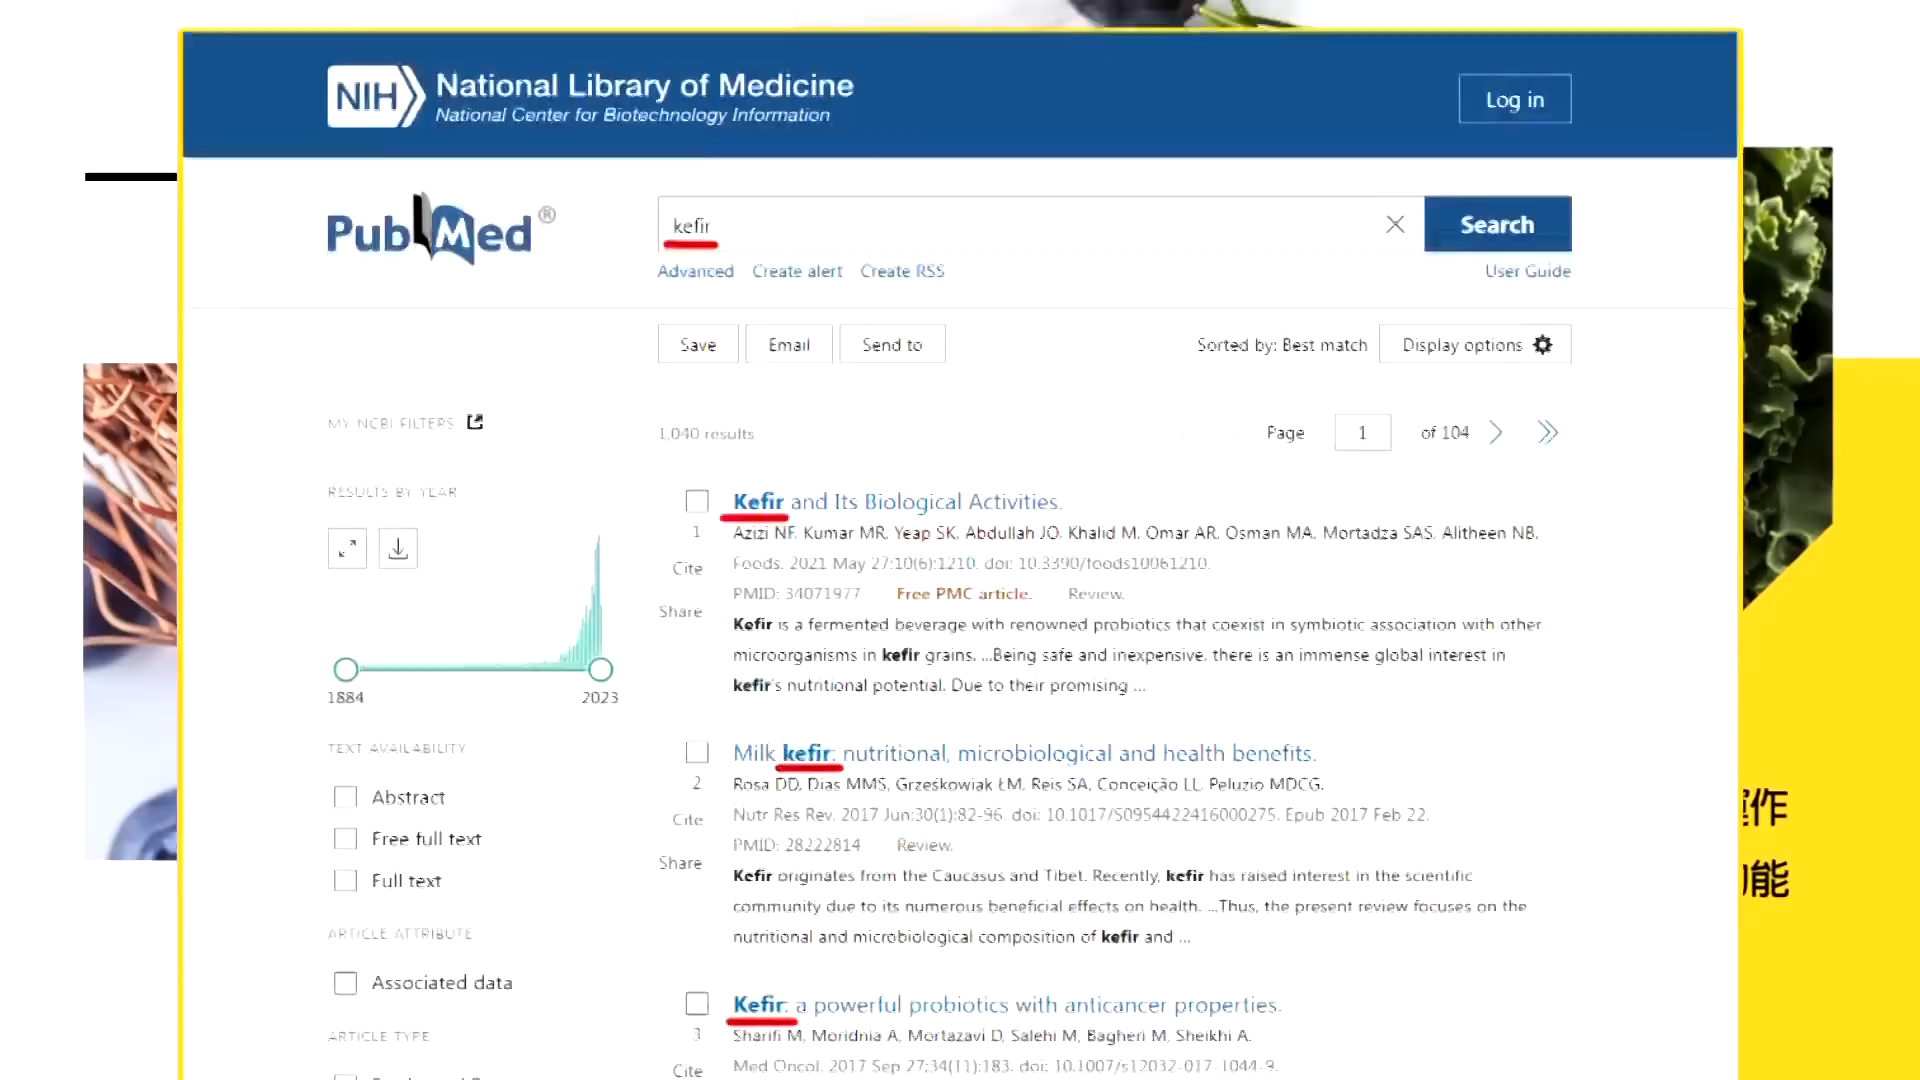 NIH National Library of Medicine
National Center for Biotechnology Information
Log in
PubMed®
kefir
Search
Advanced Create alert Create RSS
User Guide
Save Email Send to
Sorted by: Best match
Display options
MY NCBI FILTERS
1,040 results
Page 1 of 104
RESULTS BY YEAR
1884 2023
TEXT AVAILABILITY
Abstract
Free full text
Full text
ARTICLE ATTRIBUTE
Associated data
ARTICLE TYPE
Kefir and Its Biological Activities.
1
Azizi NF, Kumar MR, Yeap SK, Abdullah JO, Khalid M, Omar AR, Osman MA, Mortadza SAS, Alitheen NB.
Cite
Foods. 2021 May 27;10(6):1210. doi: 10.3390/foods10061210.
PMID: 34071977 Free PMC article. Review.
Share
Kefir is a fermented beverage with renowned probiotics that coexist in symbiotic association with other
microorganisms in kefir grains. ...Being safe and inexpensive, there is an immense global interest in
kefir's nutritional potential. Due to their promising ...
Milk kefir: nutritional, microbiological and health benefits.
2
Rosa DD, Dias MMS, Grześkowiak ŁM, Reis SA, Conceição LL, Peluzio MDCG.
Cite
Nutr Res Rev. 2017 Jun;30(1):82-96. doi: 10.1017/S0954422416000275. Epub 2017 Feb 22.
PMID: 28222814 Review.
Share
Kefir originates from the Caucasus and Tibet. Recently, kefir has raised interest in the scientific
community due to its numerous beneficial effects on health. ...Thus, the present review focuses on the
nutritional and microbiological composition of kefir and ...
Kefir: a powerful probiotics with anticancer properties.
3
Sharifi M, Moridnia A, Mortazavi D, Salehi M, Bagheri M, Sheikhi A.
Cite
Med Oncol. 2017 Sep 27;34(11):183. doi: 10.1007/s12032-017-1044-9.
作
能